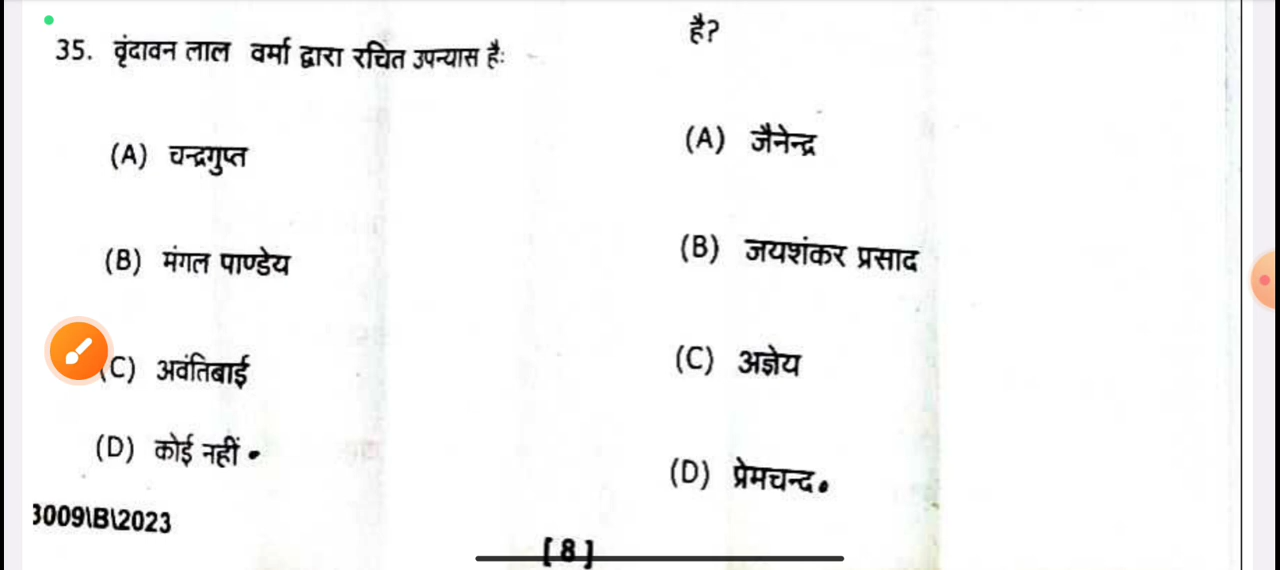 35. वृंदावन लाल वर्मा द्वारा रचित उपन्यास हैः
(A) चन्द्रगुप्त
(B) मंगल पाण्डेय
(C) अवंतिबाई
(D) कोई नहीं •
3009\B\2023
है?
(A) जैनेन्द्र
(B) जयशंकर प्रसाद
(C) अज्ञेय
(D) प्रेमचन्द •
[ 8 ]